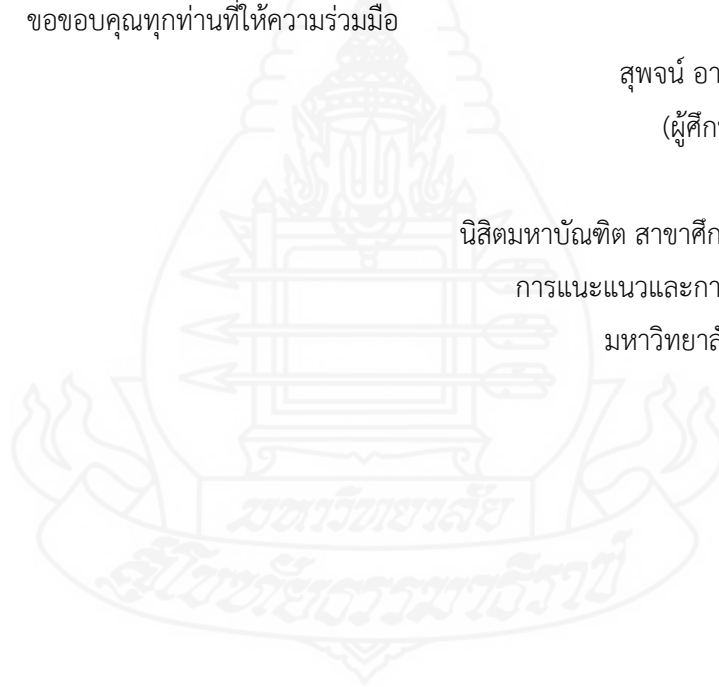 ขอขอบคุณทุกท่านที่ให้ความร่วมมือ
สุพจน์ อา
(ผู้ศึก
นิสิตมหาบัณฑิต สาขาศึก
การแนะแนวและกา
มหาวิทยาลั
มหาวิทยาลัย
สุโขทัยธรรมาธิราช